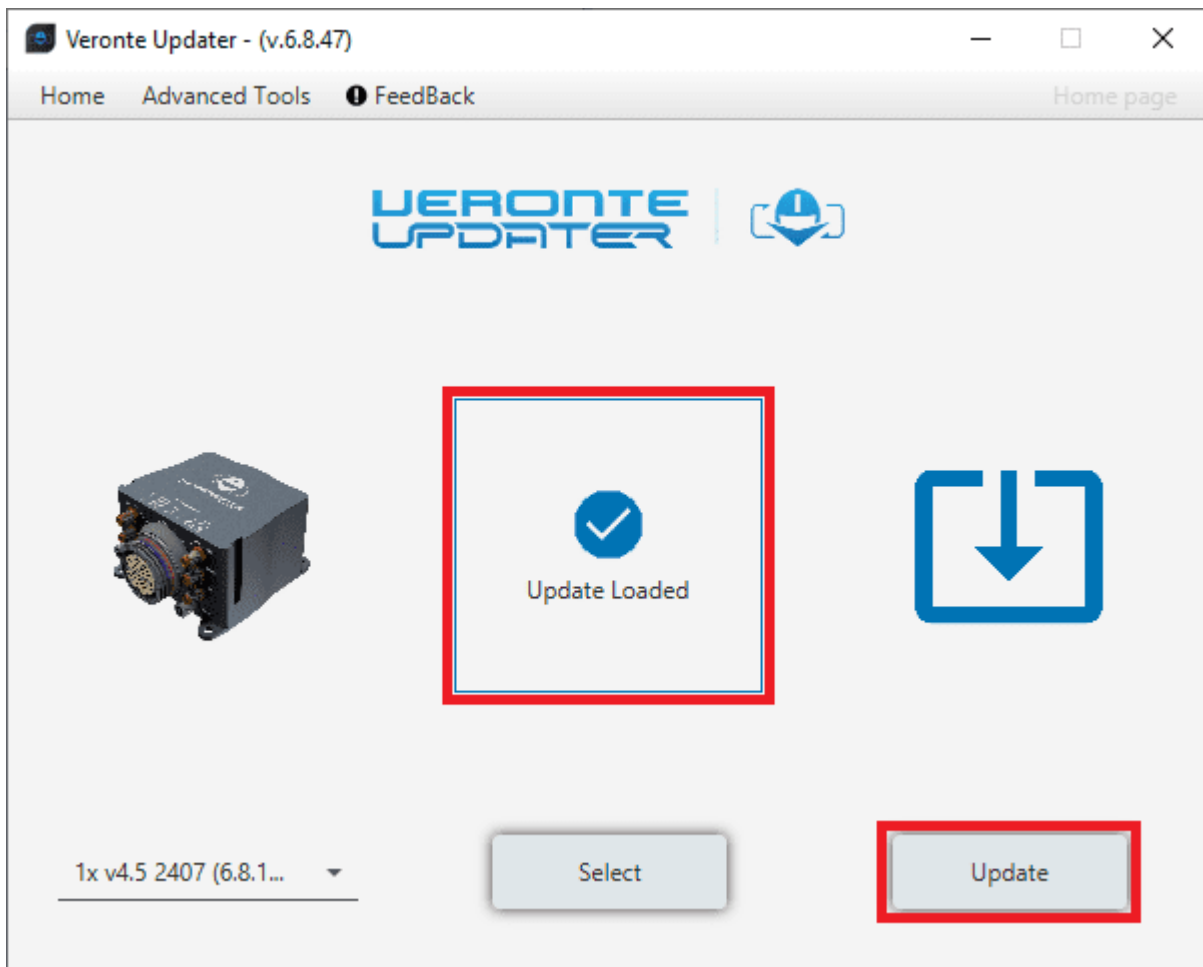 Veronte Updater - (v.6.8.47)
Home Advanced Tools FeedBack Home page
VERONTE
UPDATER
Update Loaded
1x v4.5 2407 (6.8.1...
Select
Update